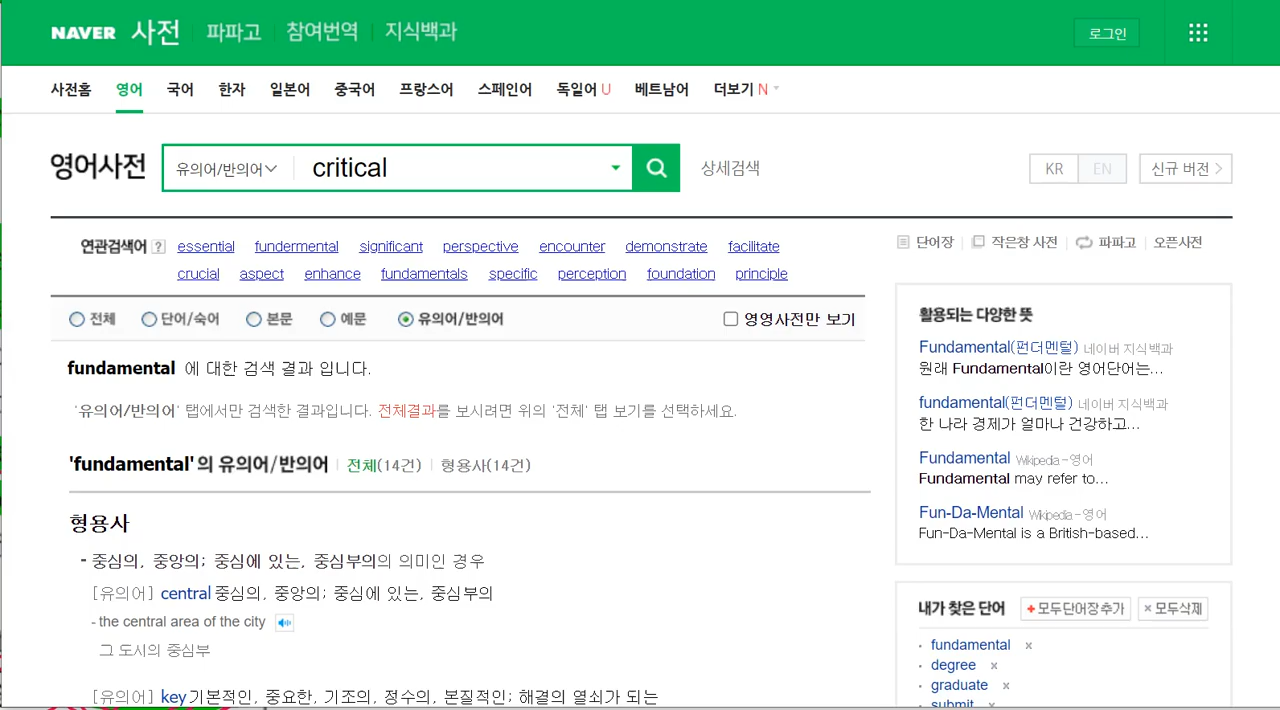 NAVER 사전 파파고 참여번역 지식백과 로그인
사전홈 영어 국어 한자 일본어 중국어 프랑스어 스페인어 독일어 U 베트남어 더보기 N
영어사전 유의어/반의어 critical 상세검색 KR EN 신규 버전 >
연관검색어 ? essential fundermental significant perspective encounter demonstrate facilitate
crucial aspect enhance fundamentals specific perception foundation principle
단어장 작은창 사전 파파고 오픈사전
전체 단어/숙어 본문 예문 유의어/반의어 영영사전만 보기
fundamental 에 대한 검색 결과 입니다.
'유의어/반의어' 탭에서만 검색한 결과입니다. 전체결과를 보시려면 위의 '전체' 탭 보기를 선택하세요.
'fundamental'의 유의어/반의어 전체(14건) 형용사(14건)
형용사
- 중심의, 중앙의; 중심에 있는, 중심부의의 의미인 경우
[유의어] central 중심의, 중앙의; 중심에 있는, 중심부의
- the central area of the city
그 도시의 중심부
[유의어] key 기본적인, 중요한, 기조의, 정수의, 본질적인; 해결의 열쇠가 되는
활용되는 다양한 뜻
Fundamental(펀더멘털) 네이버 지식백과
원래 Fundamental이란 영어단어는...
fundamental(펀더멘털) 네이버 지식백과
한 나라 경제가 얼마나 건강하고...
Fundamental Wikipedia-영어
Fundamental may refer to...
Fun-Da-Mental Wikipedia-영어
Fun-Da-Mental is a British-based...
내가 찾은 단어 + 모두단어장추가 × 모두삭제
· fundamental x
· degree x
· graduate x
· submit x